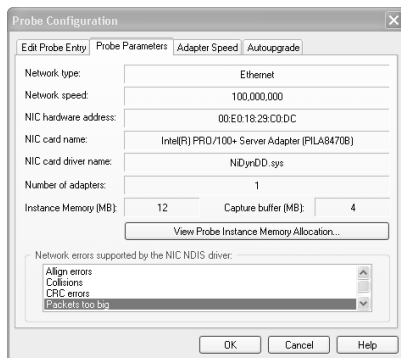 Probe Configuration
Edit Probe Entry Probe Parameters Adapter Speed Autoupgrade
Network type: Ethernet
Network speed: 100,000,000
NIC hardware address: 00:E0:18:29:C0:DC
NIC card name: Intel(R) PRO/100+ Server Adapter (PILA8470B)
NIC card driver name: NiDynDD.sys
Number of adapters: 1
Instance Memory (MB): 12 Capture buffer (MB): 4
View Probe Instance Memory Allocation...
Network errors supported by the NIC NDIS driver:
Allign errors
Collisions
CRC errors
Packets too big
OK Cancel Help